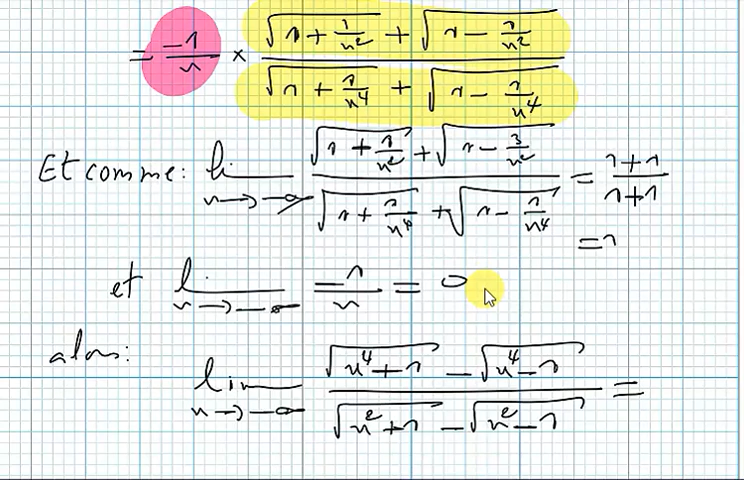 = -1/x × (√(1 + 1/x²) + √(1 - 1/x²)) / (√(1 + 1/x⁴) + √(1 - 1/x⁴))
Et comme: lim x→-∞ (√(1 + 1/x²) + √(1 - 1/x²)) / (√(1 + 1/x⁴) + √(1 - 1/x⁴)) = (1+1)/(1+1)
=1
et lim x→-∞ -1/x = 0
alors: lim x→-∞ (√(x⁴+1) - √(x⁴-1)) / (√(x²+1) - √(x²-1)) =